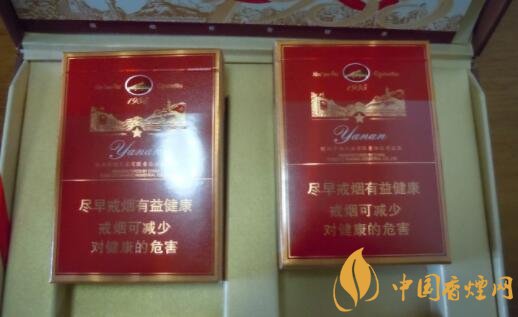 Cigarettes
1935
Yanan
尽早戒烟有益健康
戒烟可减少
对健康的危害
Cigarettes
1935
Yanan
尽早戒烟有益健康
戒烟可减少
对健康的危害
中国香烟网